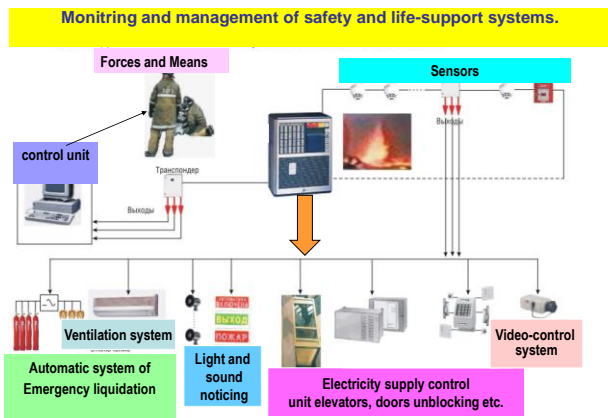 Monitring and management of safety and life-support systems.
Forces and Means
Sensors
control unit
Транспондер
Выходы
Выходы
АВТОМАТИКА
ВКЛЮЧЕНА
ВЫХОД
ПОЖАР
Ventilation system
Automatic system of
Emergency liquidation
Light and
sound
noticing
Electricity supply control
unit elevators, doors unblocking etc.
Video-control
system